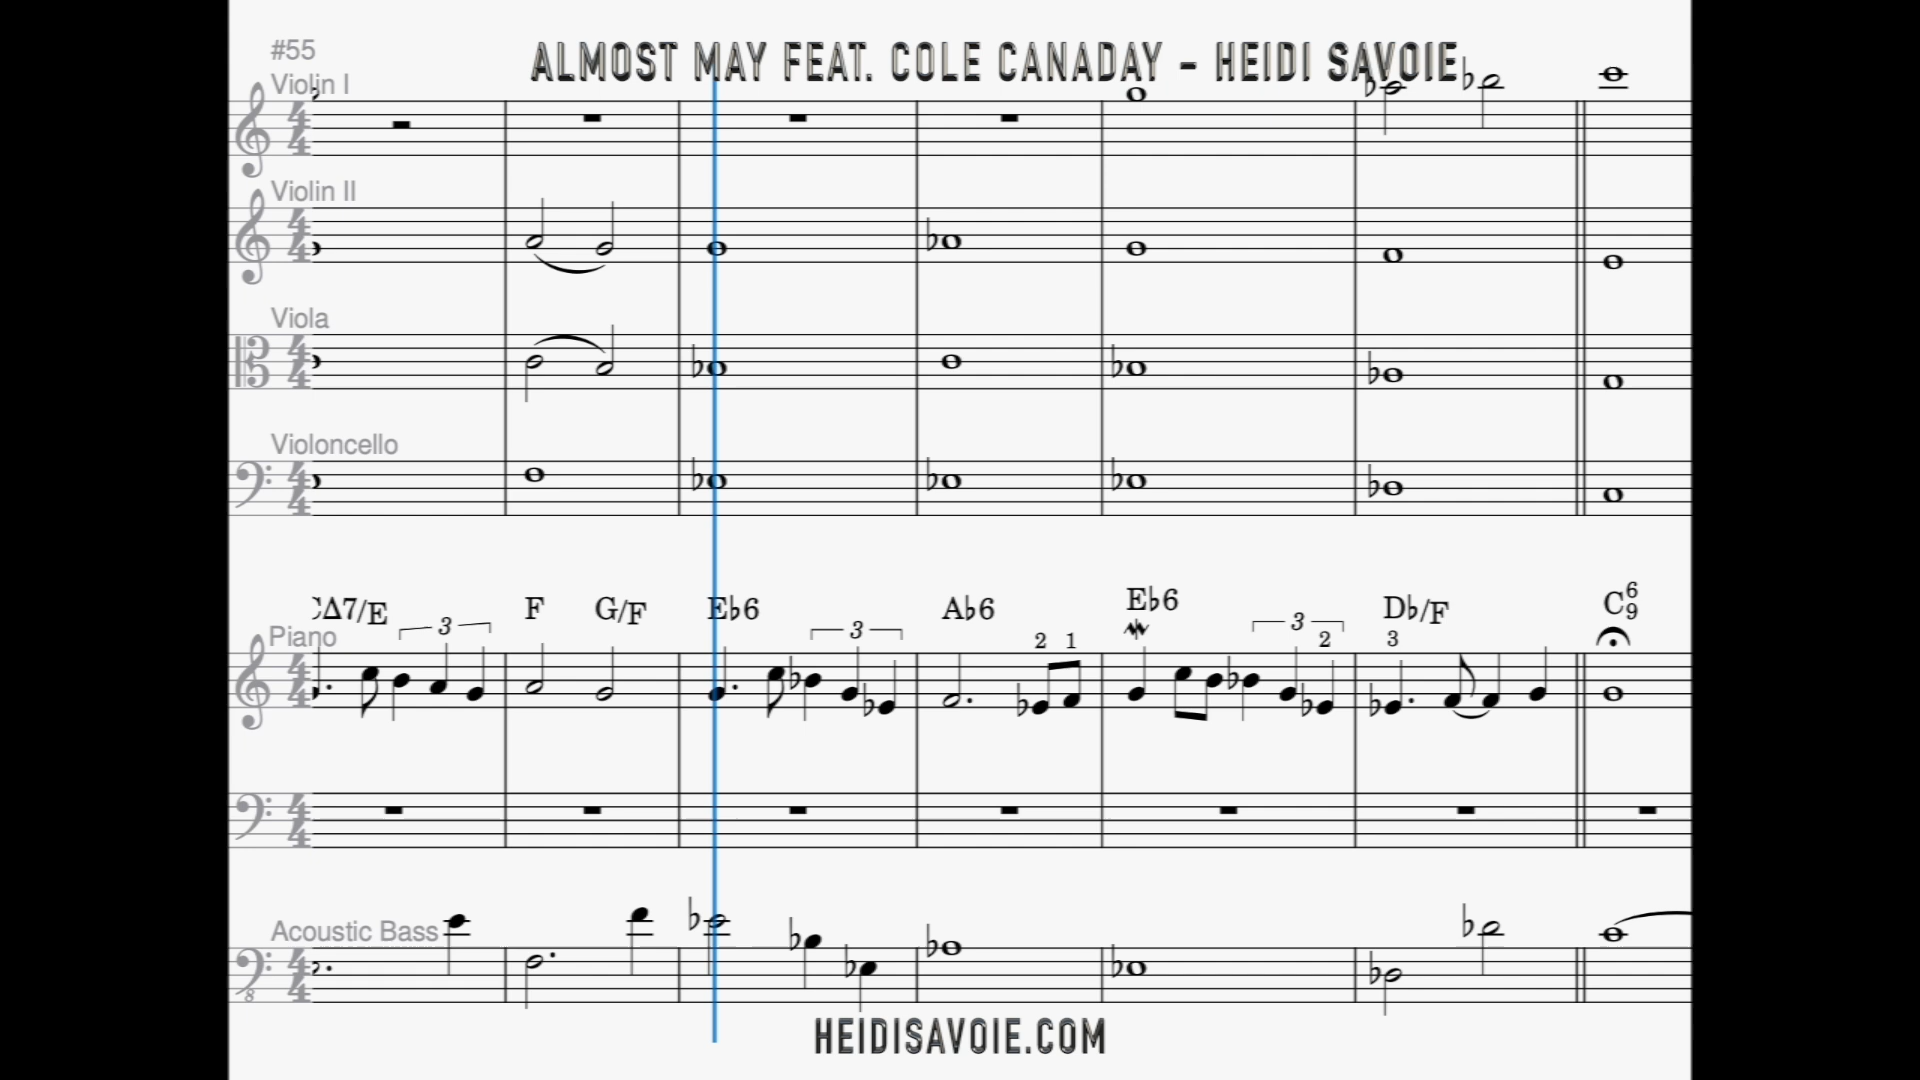 #55
ALMOST MAY FEAT. COLE CANADAY - HEIDI SAVOIE
Violin I
Violin II
Viola
Violoncello
CΔ7/E F G/F E♭6 A♭6 E♭6 D♭/F C6 9
3 3 2 1 3 2 3
Piano
Acoustic Bass
8
HEIDISAVOIE.COM